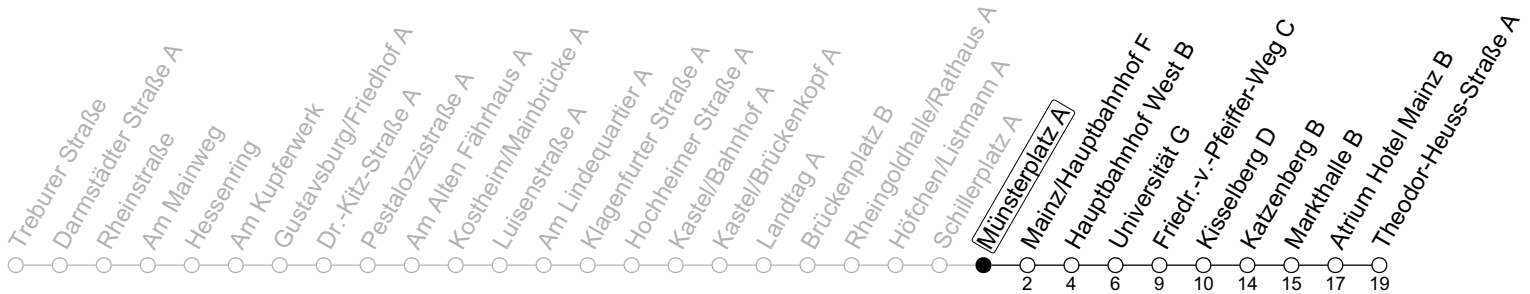 Treburer Straße
Darmstädter Straße A
Rheinstraße
Am Mainweg
Hessenring
Am Kupferwerk
Gustavsburg/Friedhof A
Dr.-Kitz-Straße A
Pestalozzistraße A
Am Alten Fährhaus A
Kostheim/Mainbrücke A
Luisenstraße A
Am Lindequartier A
Klagenfurter Straße A
Hochheimer Straße A
Kastel/Bahnhof A
Kastel/Brückenkopf A
Landtag A
Brückenplatz B
Rheingoldhalle/Rathaus A
Höfchen/Listmann A
Schillerplatz A
Münsterplatz A
Mainz/Hauptbahnhof F
Hauptbahnhof West B
Universität G
Friedr.-v.-Pfeiffer-Weg C
Kisselberg D
Katzenberg B
Markthalle B
Atrium Hotel Mainz B
Theodor-Heuss-Straße A
2 4 6 9 10 14 15 17 19